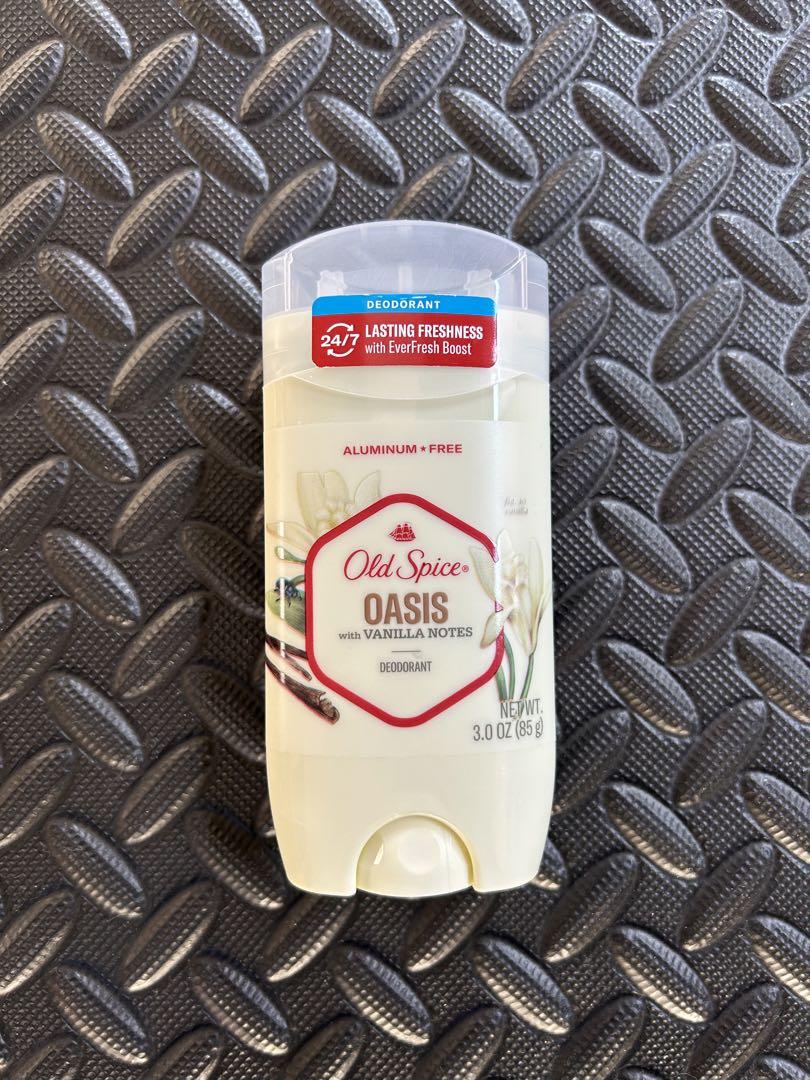 DEODORANT
24/7
LASTING FRESHNESS
with EverFresh Boost
ALUMINUM★FREE
Old Spice®
OASIS
with VANILLA NOTES
DEODORANT
NET WT.
3.0 OZ (85 g)